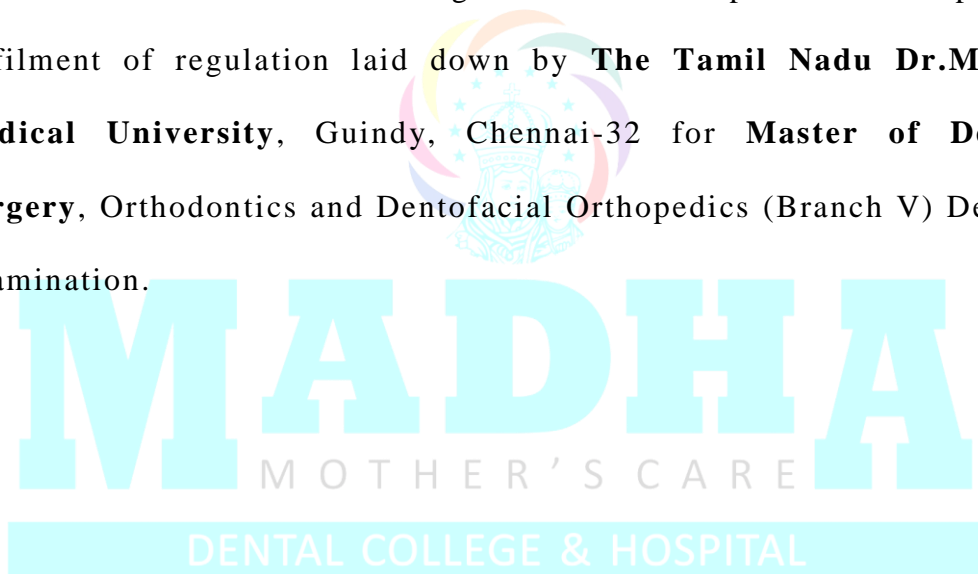 filment of regulation laid down by The Tamil Nadu Dr.M
dical University, Guindy, Chennai-32 for Master of D
rgery, Orthodontics and Dentofacial Orthopedics (Branch V) De
amination.
MADHA
MOTHER'S CARE
DENTAL COLLEGE & HOSPITAL